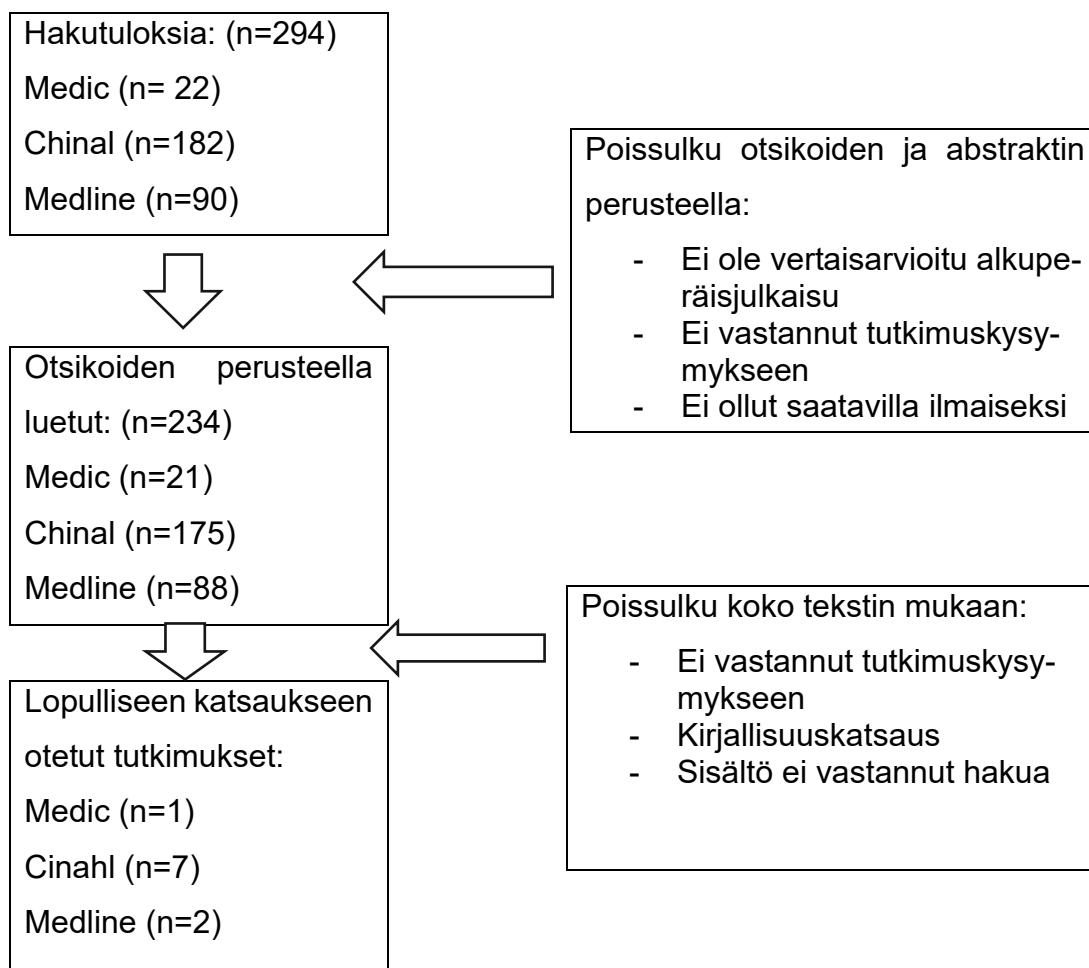 Hakutuloksia: (n=294)
Medic (n= 22)
Chinal (n=182)
Medline (n=90)
Poissulku otsikoiden ja abstraktin
perusteella:
- Ei ole vertaisarvioitu alkupe-
räisjulkaisu
- Ei vastannut tutkimuskysy-
mykseen
- Ei ollut saatavilla ilmaiseksi
Otsikoiden perusteella
luetut: (n=234)
Medic (n=21)
Chinal (n=175)
Medline (n=88)
Poissulku koko tekstin mukaan:
- Ei vastannut tutkimuskysy-
mykseen
- Kirjallisuuskatsaus
- Sisältö ei vastannut hakua
Lopulliseen katsaukseen
otetut tutkimukset:
Medic (n=1)
Cinahl (n=7)
Medline (n=2)